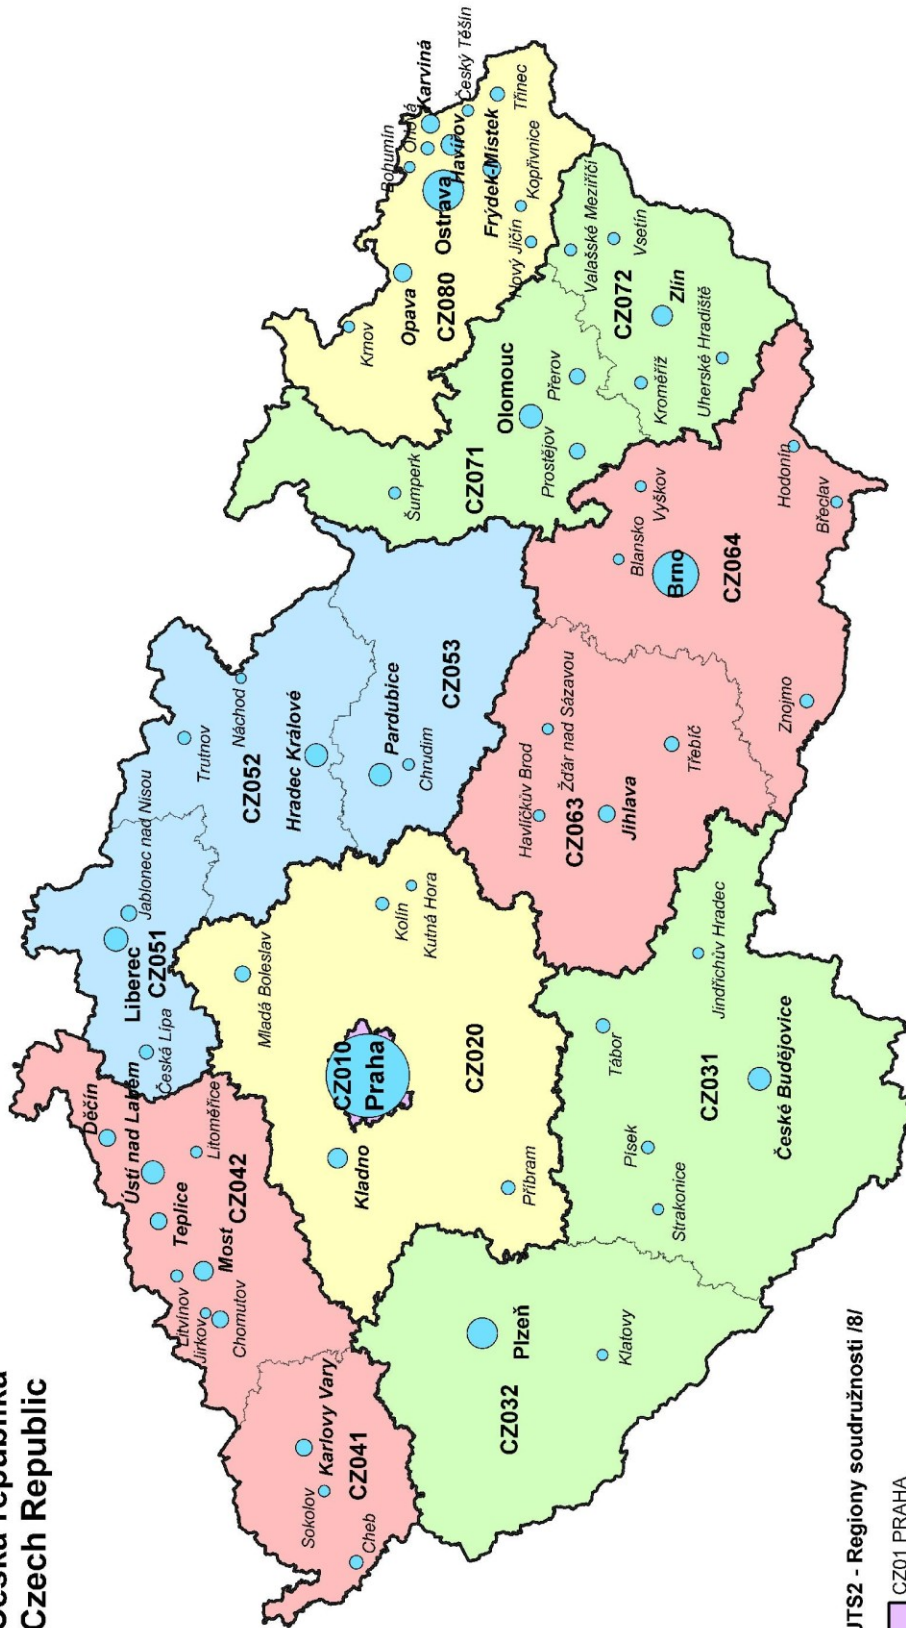 Česká republika
Czech Republic
Děčín
Ústí nad Labem
Teplice
Litvínov
Jirkov
Most
Chomutov
Litoměřice
CZ042
Sokolov
Karlovy Vary
CZ041
Cheb
Liberec
CZ051
Jablonec nad Nisou
Česká Lípa
Trutnov
Náchod
CZ052
Hradec Králové
Pardubice
Chrudim
CZ053
Mladá Boleslav
CZ010
Praha
Kladno
Kolín
Kutná Hora
CZ020
Příbram
CZ032
Plzeň
Klatovy
Tábor
Písek
Strakonice
CZ031
České Budějovice
Jindřichův Hradec
Havlíčkův Brod
CZ063
Žďár nad Sázavou
Jihlava
Třebíč
Blansko
Vyškov
Brno
CZ064
Znojmo
Hodonín
Břeclav
Šumperk
CZ071
Olomouc
Prostějov
Přerov
Krnov
Opava
CZ080
Ostrava
Bohumín
Orlová
Karviná
Havířov
Český Těšín
Frýdek-Místek
Třinec
Nový Jičín
Kopřivnice
Valašské Meziříčí
Vsetín
CZ072
Zlín
Kroměříž
Uherské Hradiště
UTS2 - Regiony soudružnosti /8/
CZ01 PRAHA